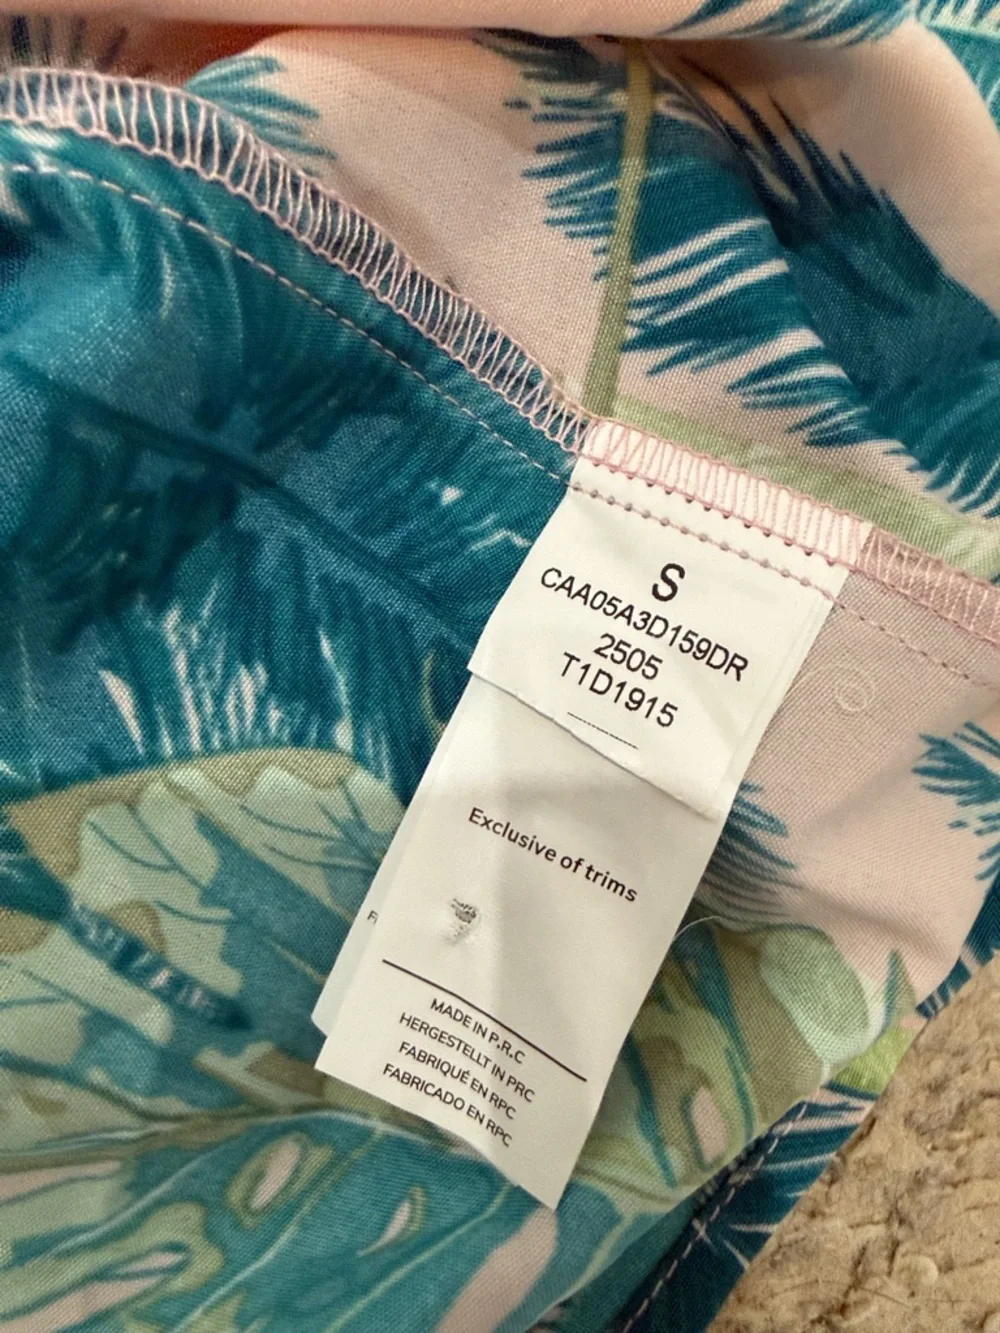 S
CAA05A3D159DR
2505
T1D1915
Exclusive of trims
MADE IN P.R.C
HERGESTELLT IN PRC
FABRIQUÉ EN RPC
FABRICADO EN RPC